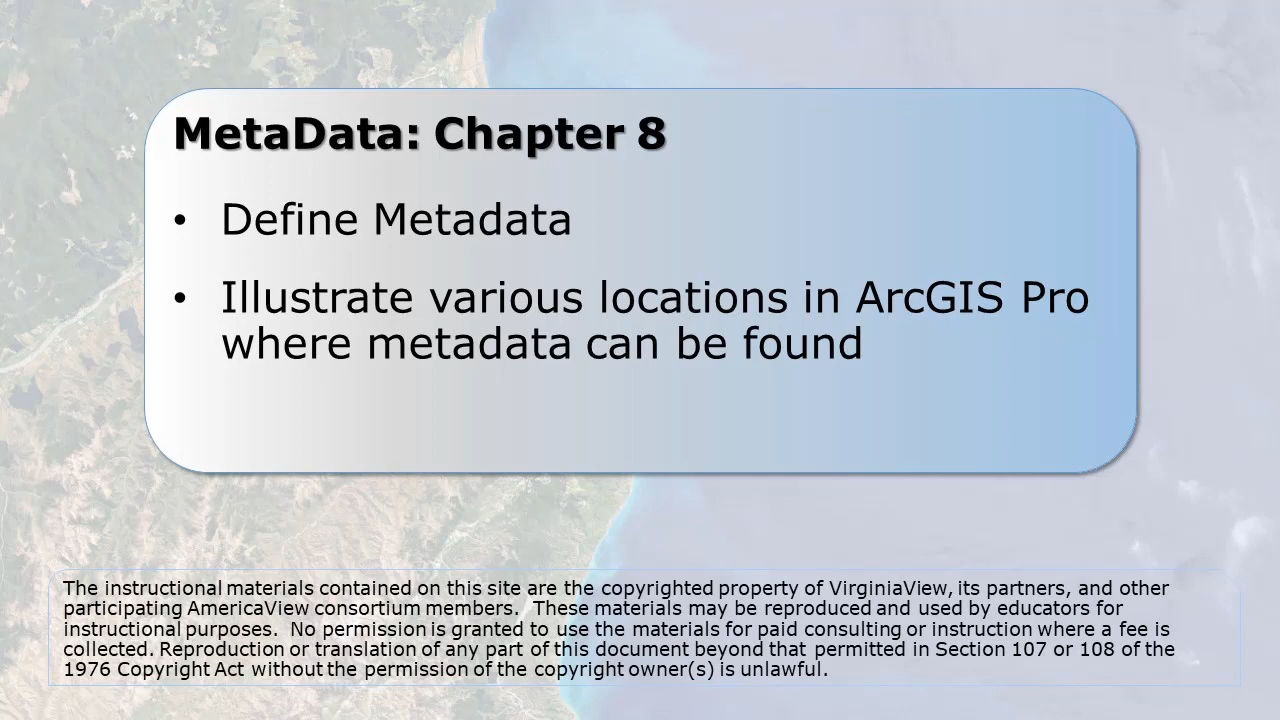 MetaData: Chapter 8
• Define Metadata
• Illustrate various locations in ArcGIS Pro
where metadata can be found
The instructional materials contained on this site are the copyrighted property of VirginiaView, its partners, and other
participating AmericaView consortium members.  These materials may be reproduced and used by educators for
instructional purposes.  No permission is granted to use the materials for paid consulting or instruction where a fee is
collected. Reproduction or translation of any part of this document beyond that permitted in Section 107 or 108 of the
1976 Copyright Act without the permission of the copyright owner(s) is unlawful.